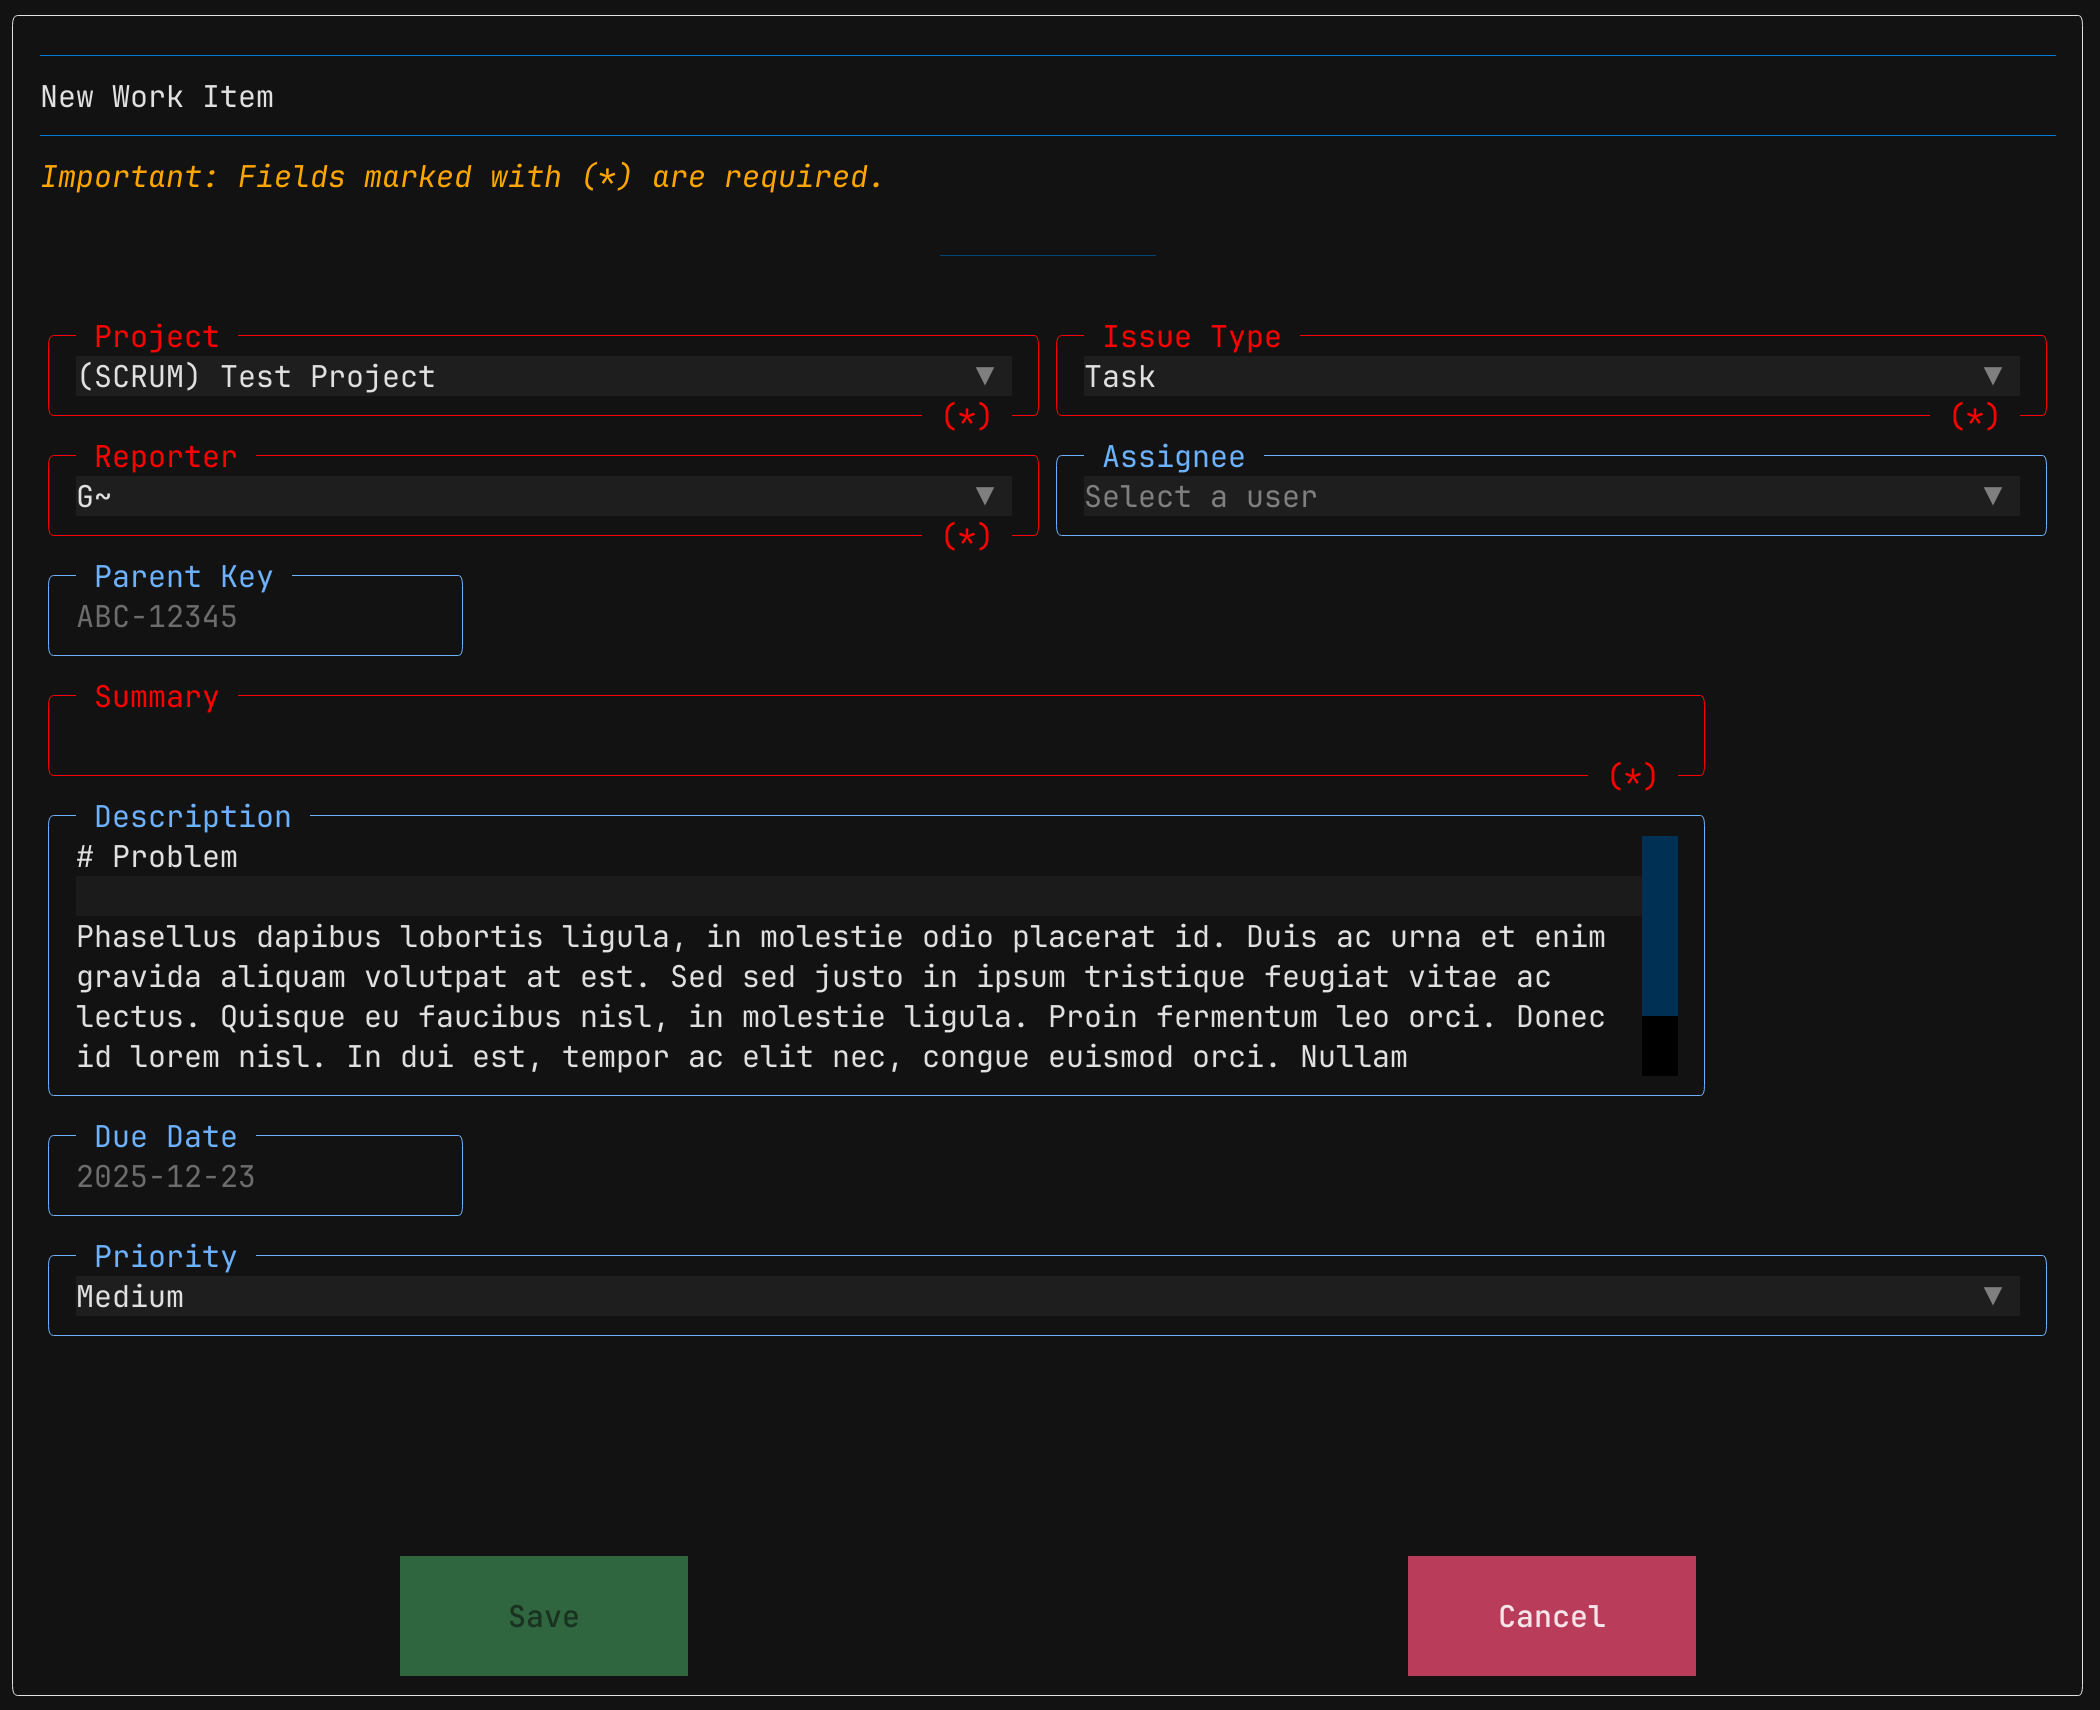 New Work Item
Important: Fields marked with (*) are required.
Project
(SCRUM) Test Project ▼
(*)
Issue Type
Task ▼
(*)
Reporter
G~ ▼
(*)
Assignee
Select a user ▼
Parent Key
ABC-12345
Summary
(*)
Description
# Problem
Phasellus dapibus lobortis ligula, in molestie odio placerat id. Duis ac urna et enim
gravida aliquam volutpat at est. Sed sed justo in ipsum tristique feugiat vitae ac
lectus. Quisque eu faucibus nisl, in molestie ligula. Proin fermentum leo orci. Donec
id lorem nisl. In dui est, tempor ac elit nec, congue euismod orci. Nullam
Due Date
2025-12-23
Priority
Medium ▼
Save
Cancel